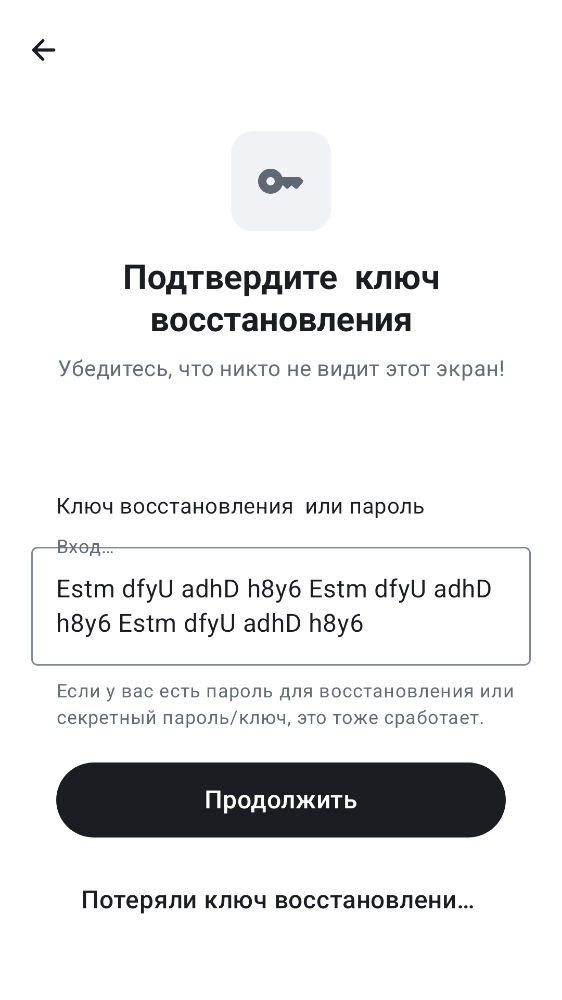 Подтвердите ключ
восстановления
Убедитесь, что никто не видит этот экран!
Ключ восстановления или пароль
Вход…
Estm dfyU adhD h8y6 Estm dfyU adhD
h8y6 Estm dfyU adhD h8y6
Если у вас есть пароль для восстановления или
секретный пароль/ключ, это тоже сработает.
Продолжить
Потеряли ключ восстановлени…